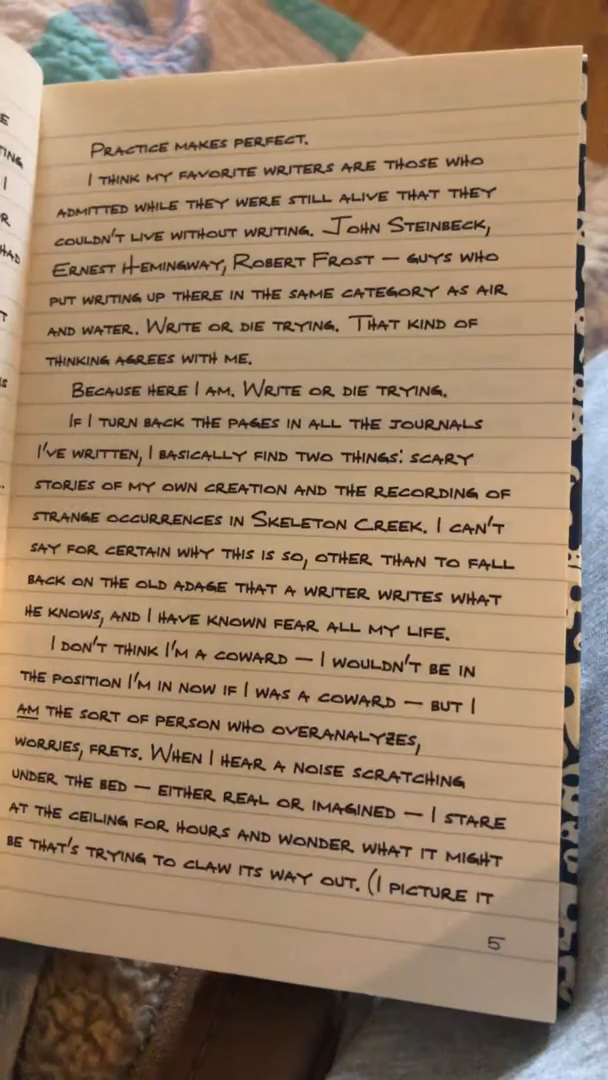 PRACTICE MAKES PERFECT.
I THINK MY FAVORITE WRITERS ARE THOSE WHO
ADMITTED WHILE THEY WERE STILL ALIVE THAT THEY
COULDN'T LIVE WITHOUT WRITING. JOHN STEINBECK,
ERNEST HEMINGWAY, ROBERT FROST — GUYS WHO
PUT WRITING UP THERE IN THE SAME CATEGORY AS AIR
AND WATER. WRITE OR DIE TRYING. THAT KIND OF
THINKING AGREES WITH ME.
BECAUSE HERE I AM. WRITE OR DIE TRYING.
IF I TURN BACK THE PAGES IN ALL THE JOURNALS
I'VE WRITTEN, I BASICALLY FIND TWO THINGS: SCARY
STORIES OF MY OWN CREATION AND THE RECORDING OF
STRANGE OCCURRENCES IN SKELETON CREEK. I CAN'T
SAY FOR CERTAIN WHY THIS IS SO, OTHER THAN TO FALL
BACK ON THE OLD ADAGE THAT A WRITER WRITES WHAT
HE KNOWS, AND I HAVE KNOWN FEAR ALL MY LIFE.
I DON'T THINK I'M A COWARD — I WOULDN'T BE IN
THE POSITION I'M IN NOW IF I WAS A COWARD — BUT I
AM THE SORT OF PERSON WHO OVERANALYZES,
WORRIES, FRETS. WHEN I HEAR A NOISE SCRATCHING
UNDER THE BED — EITHER REAL OR IMAGINED — I STARE
AT THE CEILING FOR HOURS AND WONDER WHAT IT MIGHT
BE THAT'S TRYING TO CLAW ITS WAY OUT. (I PICTURE IT
5